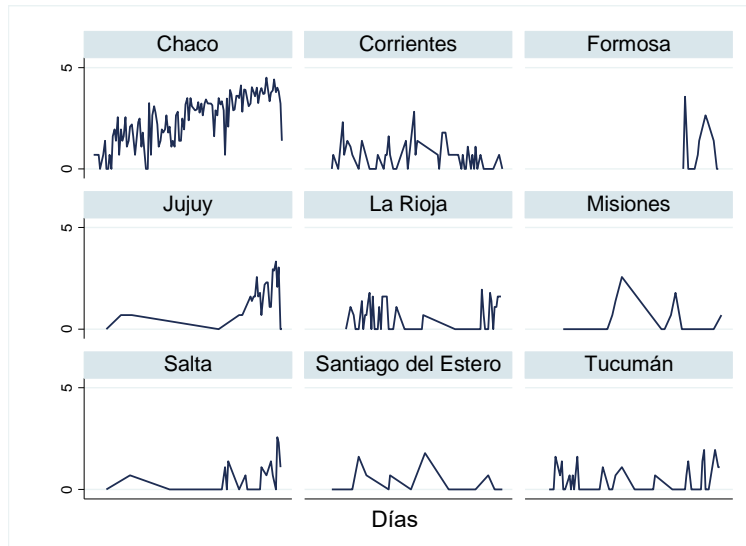 Chaco Corrientes Formosa
5
0
Jujuy La Rioja Misiones
5
0
Salta Santiago del Estero Tucumán
5
0
Días